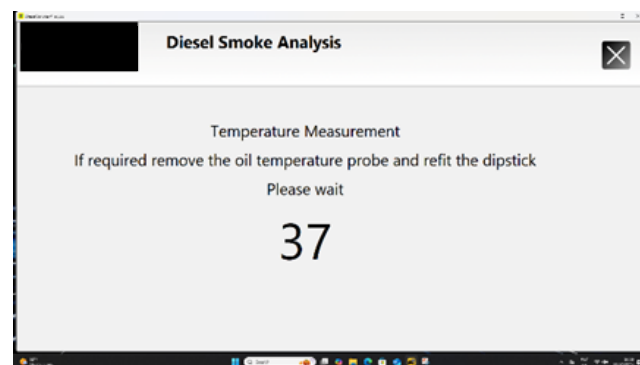 Diesel Smoke Analysis
Temperature Measurement
If required remove the oil temperature probe and refit the dipstick
Please wait
37
Search